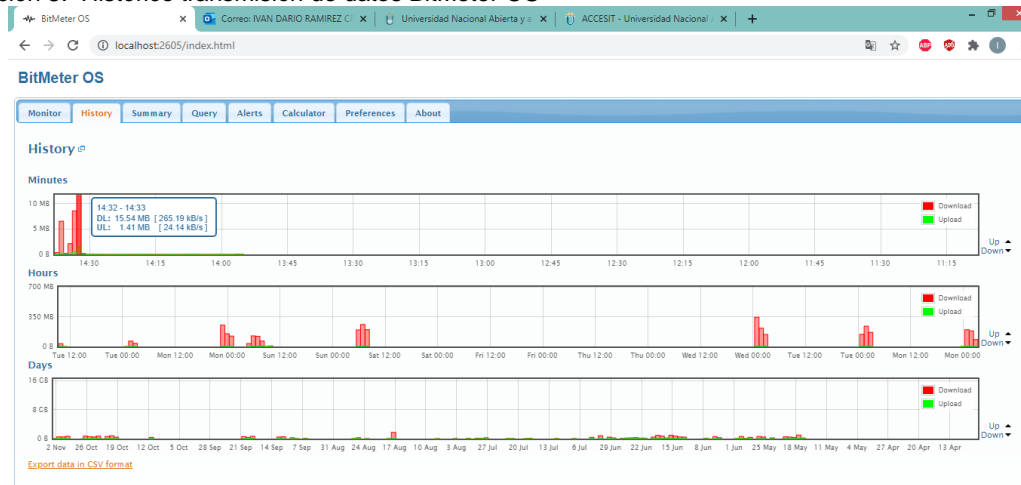 Histórico transmisión de datos Bitmeter OS
BitMeter OS
Correo: IVAN DARIO RAMIREZ C
Universidad Nacional Abierta y a
ACCESIT - Universidad Nacional
localhost:2605/index.html
BitMeter OS
Monitor History Summary Query Alerts Calculator Preferences About
History
Minutes
10 MB
5 MB
0 B
14:32 - 14:33
DL: 15.54 MB [ 265.19 kB/s ]
UL: 1.41 MB [ 24.14 kB/s ]
Download
Upload
Up
Down
14:30 14:15 14:00 13:45 13:30 13:15 13:00 12:45 12:30 12:15 12:00 11:45 11:30 11:15
Hours
700 MB
350 MB
0 B
Download
Upload
Up
Down
Tue 12:00 Tue 00:00 Mon 12:00 Mon 00:00 Sun 12:00 Sun 00:00 Sat 12:00 Sat 00:00 Fri 12:00 Fri 00:00 Thu 12:00 Thu 00:00 Wed 12:00 Wed 00:00 Tue 12:00 Tue 00:00 Mon 12:00 Mon 00:00
Days
16 GB
8 GB
0 B
Download
Upload
Up
Down
2 Nov 26 Oct 19 Oct 12 Oct 5 Oct 28 Sep 21 Sep 14 Sep 7 Sep 31 Aug 24 Aug 17 Aug 10 Aug 3 Aug 27 Jul 20 Jul 13 Jul 6 Jul 29 Jun 22 Jun 15 Jun 8 Jun 1 Jun 25 May 18 May 11 May 4 May 27 Apr 20 Apr 13 Apr
Export data in CSV format